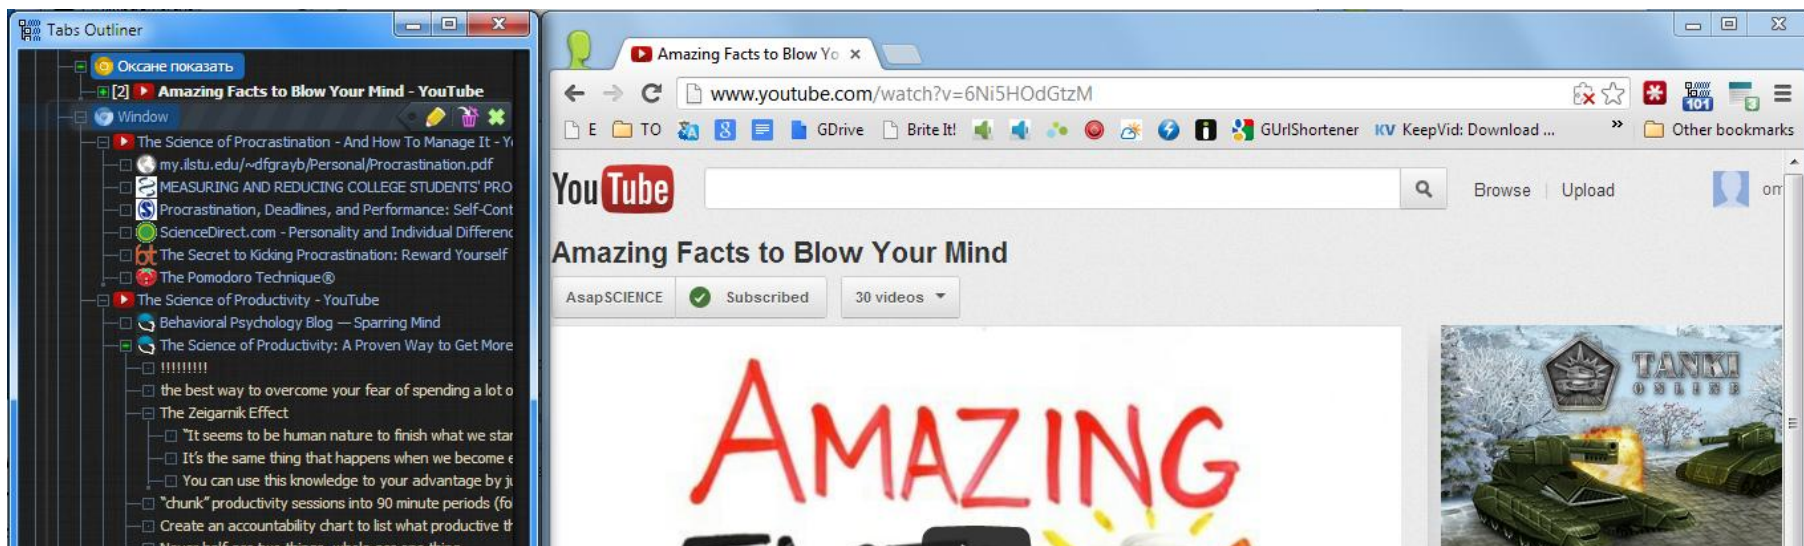 Tabs Outliner
Оксане показать
[2] Amazing Facts to Blow Your Mind - YouTube
Window
The Science of Procrastination - And How To Manage It - Y
my.ilstu.edu/~dfgrayb/Personal/Procrastination.pdf
MEASURING AND REDUCING COLLEGE STUDENTS' PRO
Procrastination, Deadlines, and Performance: Self-Cont
ScienceDirect.com - Personality and Individual Differenc
The Secret to Kicking Procrastination: Reward Yourself
The Pomodoro Technique®
The Science of Productivity - YouTube
Behavioral Psychology Blog — Sparring Mind
The Science of Productivity: A Proven Way to Get More
!!!!!!!!!
the best way to overcome your fear of spending a lot o
The Zeigarnik Effect
"It seems to be human nature to finish what we star
It's the same thing that happens when we become e
You can use this knowledge to your advantage by ju
"chunk" productivity sessions into 90 minute periods (fo
Create an accountability chart to list what productive th
Amazing Facts to Blow Yo
www.youtube.com/watch?v=6Ni5HOdGtzM
101
3
E TO GDrive Brite It! GUrlShortener KV KeepVid: Download ... » Other bookmarks
YouTube
Browse Upload om
Amazing Facts to Blow Your Mind
AsapSCIENCE Subscribed 30 videos
AMAZING
TANKI
ONLINE